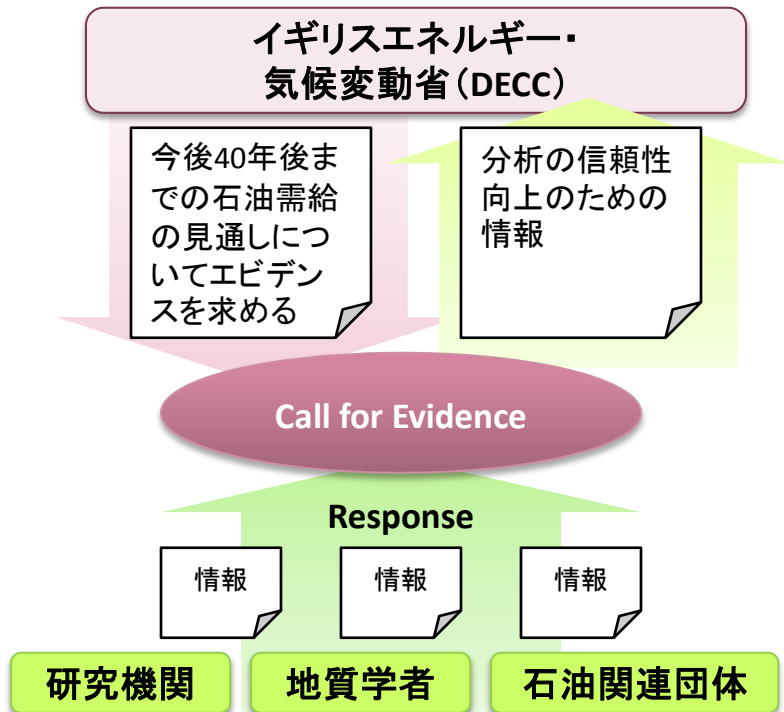 イギリスエネルギー・
気候変動省（DECC）
今後40年後ま
での石油需給
の見通しにつ
いてエビデン
スを求める
分析の信頼性
向上のための
情報
Call for Evidence
Response
情報
情報
情報
研究機関
地質学者
石油関連団体